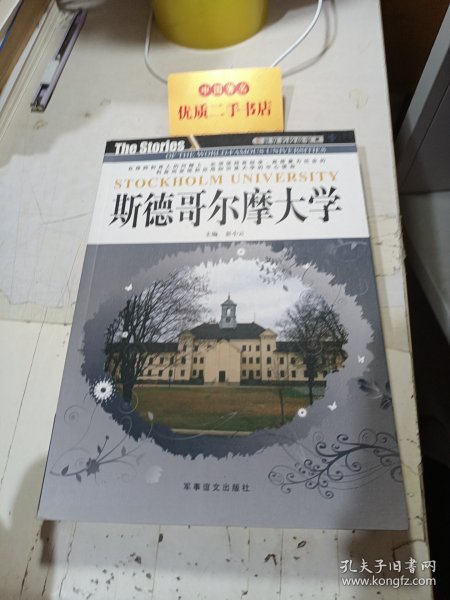 中国书店
优质二手书店
The Stories
OF THE WORLD-FAMOUS UNIVERSITIES
STOCKHOLM UNIVERSITY
斯德哥尔摩大学
主编
军事谊文出版社
孔夫子旧书网
www.kongfz.com